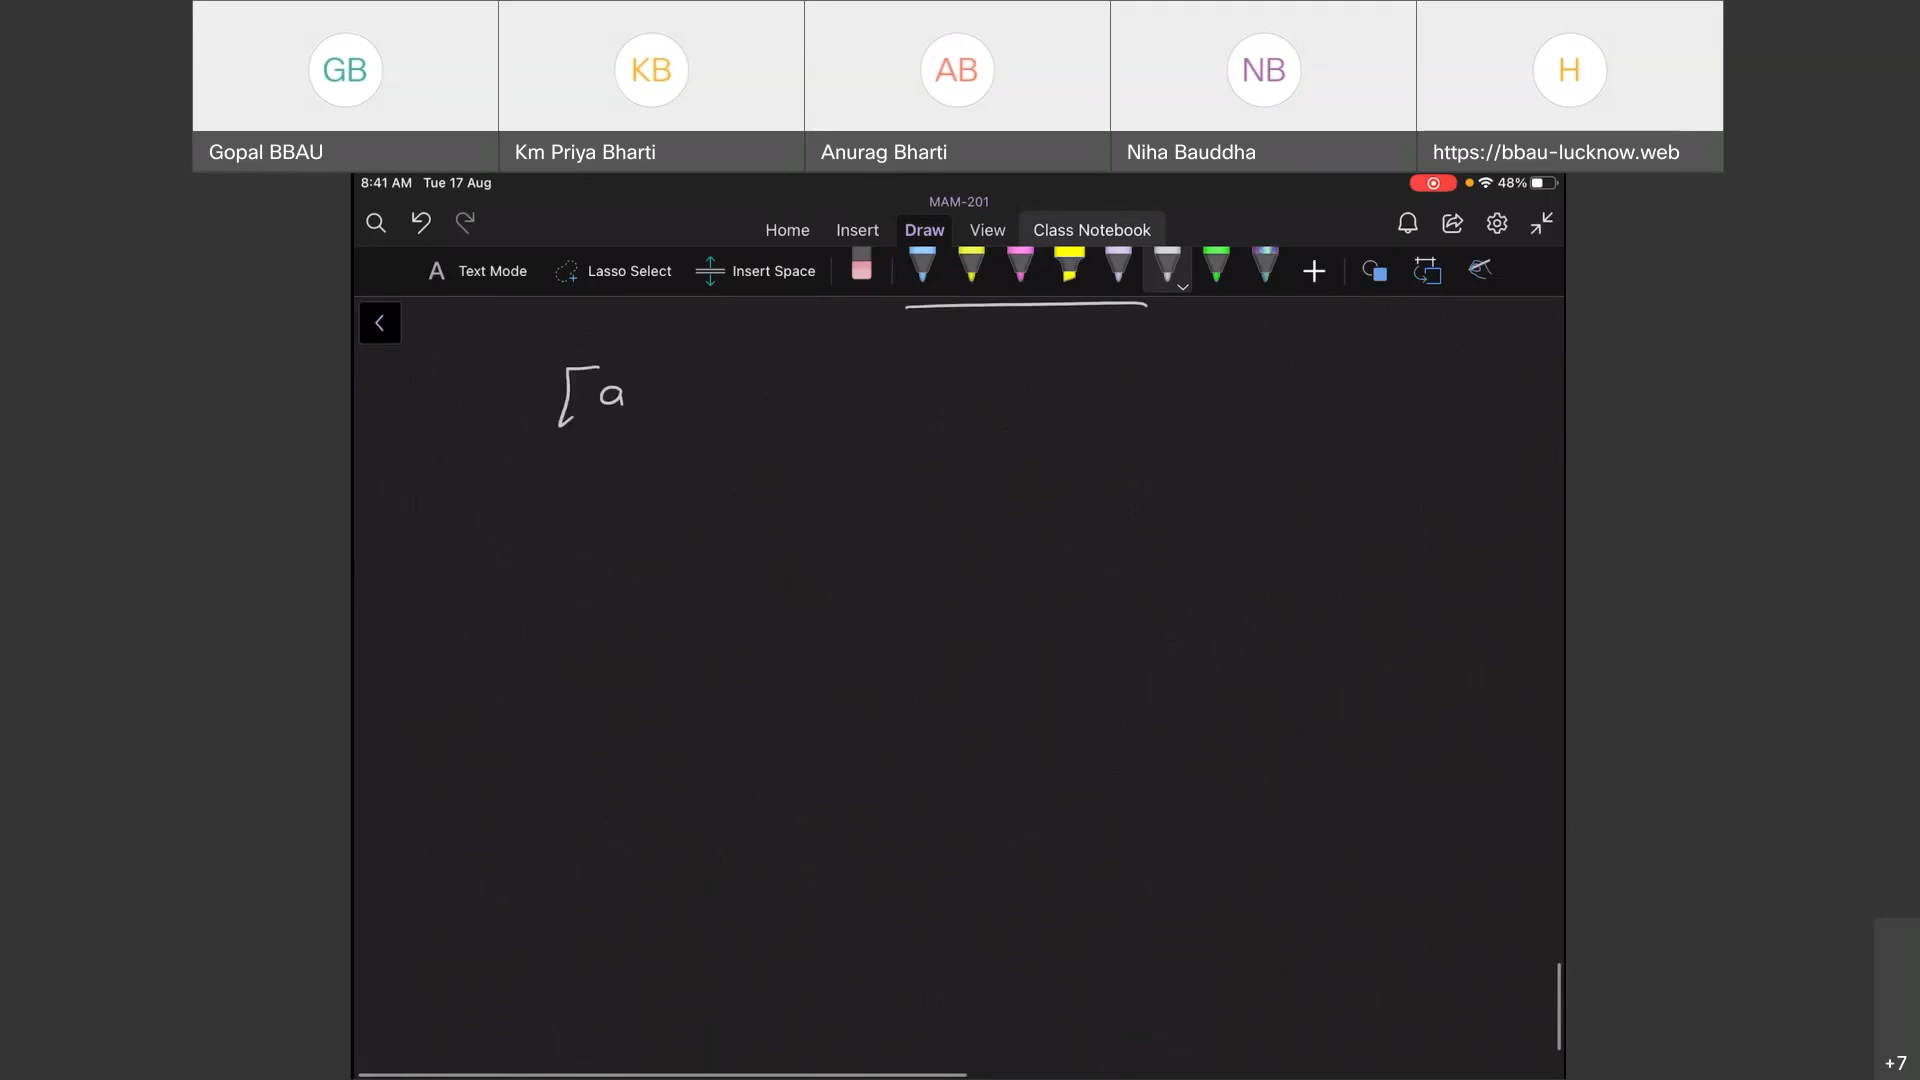 GB KB AB NB H
Gopal BBAU Km Priya Bharti Anurag Bharti Niha Bauddha https://bbau-lucknow.web
8:41 AM Tue 17 Aug 48%
MAM-201
Home Insert Draw View Class Notebook
A Text Mode Lasso Select Insert Space
[a
+7